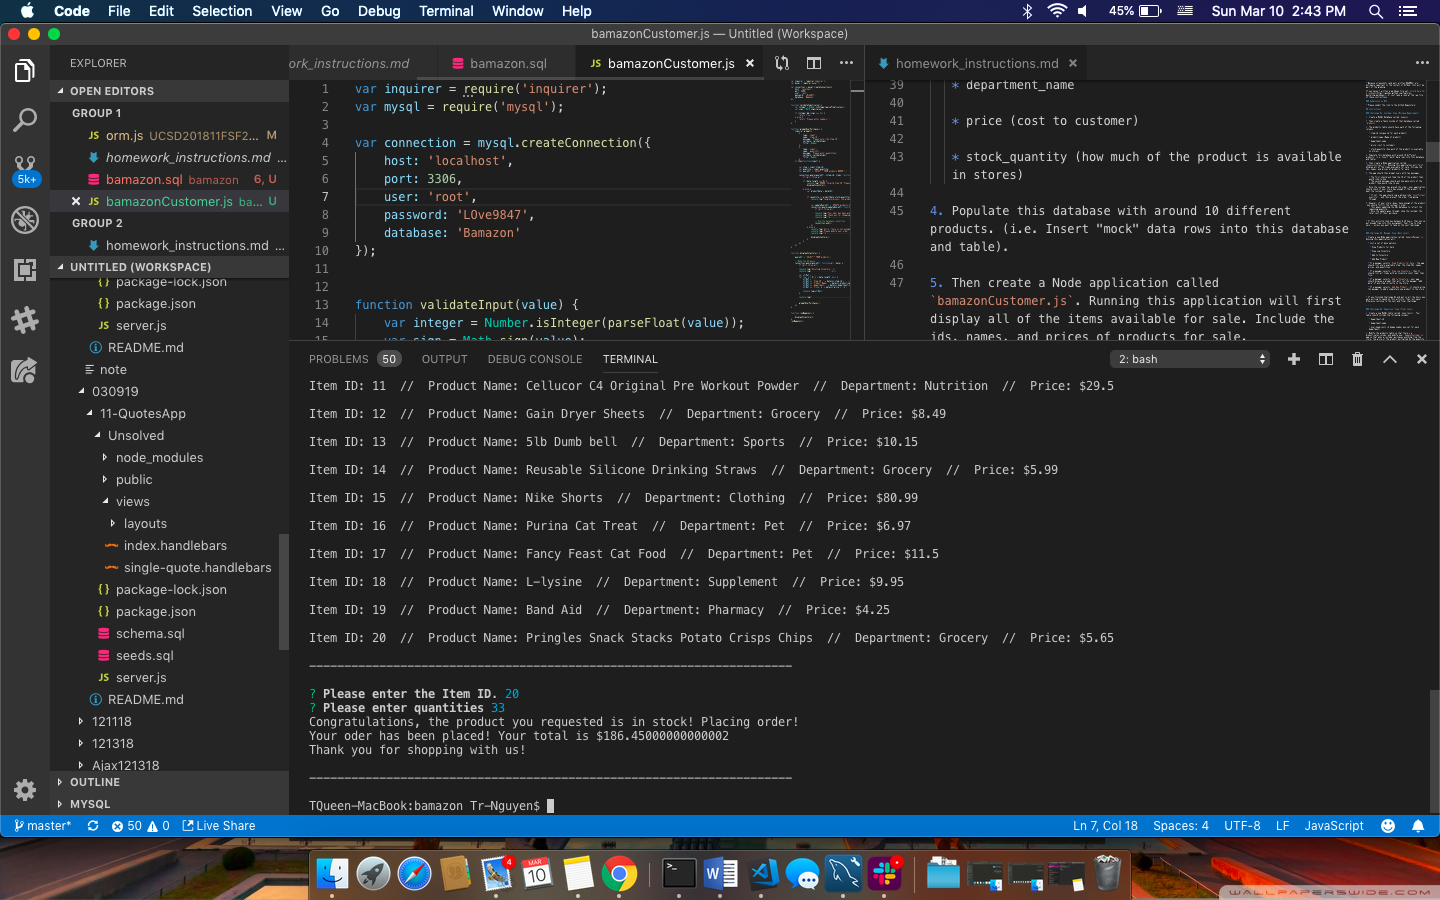 Code File Edit Selection View Go Debug Terminal Window Help 45% Sun Mar 10 2:43 PM
bamazonCustomer.js — Untitled (Workspace)
EXPLORER
OPEN EDITORS
GROUP 1
JS orm.js UCSD201811FSF2... M
homework_instructions.md ...
bamazon.sql bamazon 6, U
JS bamazonCustomer.js ba... U
GROUP 2
homework_instructions.md ...
UNTITLED (WORKSPACE)
package-lock.json
{} package.json
JS server.js
README.md
note
030919
11-QuotesApp
Unsolved
node_modules
public
views
layouts
index.handlebars
single-quote.handlebars
{} package-lock.json
{} package.json
schema.sql
seeds.sql
JS server.js
README.md
121118
121318
Ajax121318
OUTLINE
MYSQL
5k+
ork_instructions.md bamazon.sql JS bamazonCustomer.js × ...
1 var inquirer = require('inquirer');
2 var mysql = require('mysql');
3
4 var connection = mysql.createConnection({
5 host: 'localhost',
6 port: 3306,
7 user: 'root',
8 password: 'LOve9847',
9 database: 'Bamazon'
10 });
11
12
13 function validateInput(value) {
14 var integer = Number.isInteger(parseFloat(value));
var sign = Math.sign(value);
homework_instructions.md × ...
39 * department_name
40
41 * price (cost to customer)
42
43 * stock_quantity (how much of the product is available
in stores)
44
45 4. Populate this database with around 10 different
products. (i.e. Insert "mock" data rows into this database
and table).
46
47 5. Then create a Node application called
`bamazonCustomer.js`. Running this application will first
display all of the items available for sale. Include the
ids, names, and prices of products for sale.
PROBLEMS 50 OUTPUT DEBUG CONSOLE TERMINAL 2: bash
Item ID: 11 // Product Name: Cellucor C4 Original Pre Workout Powder // Department: Nutrition // Price: $29.5
Item ID: 12 // Product Name: Gain Dryer Sheets // Department: Grocery // Price: $8.49
Item ID: 13 // Product Name: 5lb Dumb bell // Department: Sports // Price: $10.15
Item ID: 14 // Product Name: Reusable Silicone Drinking Straws // Department: Grocery // Price: $5.99
Item ID: 15 // Product Name: Nike Shorts // Department: Clothing // Price: $80.99
Item ID: 16 // Product Name: Purina Cat Treat // Department: Pet // Price: $6.97
Item ID: 17 // Product Name: Fancy Feast Cat Food // Department: Pet // Price: $11.5
Item ID: 18 // Product Name: L-lysine // Department: Supplement // Price: $9.95
Item ID: 19 // Product Name: Band Aid // Department: Pharmacy // Price: $4.25
Item ID: 20 // Product Name: Pringles Snack Stacks Potato Crisps Chips // Department: Grocery // Price: $5.65
---------------------------------------------------------------------
? Please enter the Item ID. 20
? Please enter quantities 33
Congratulations, the product you requested is in stock! Placing order!
Your oder has been placed! Your total is $186.45000000000002
Thank you for shopping with us!
---------------------------------------------------------------------
TQueen-MacBook:bamazon Tr-Nguyen$
master* 50 0 Live Share Ln 7, Col 18 Spaces: 4 UTF-8 LF JavaScript
4
MAR
10
WALLPAPERSWIDE.COM